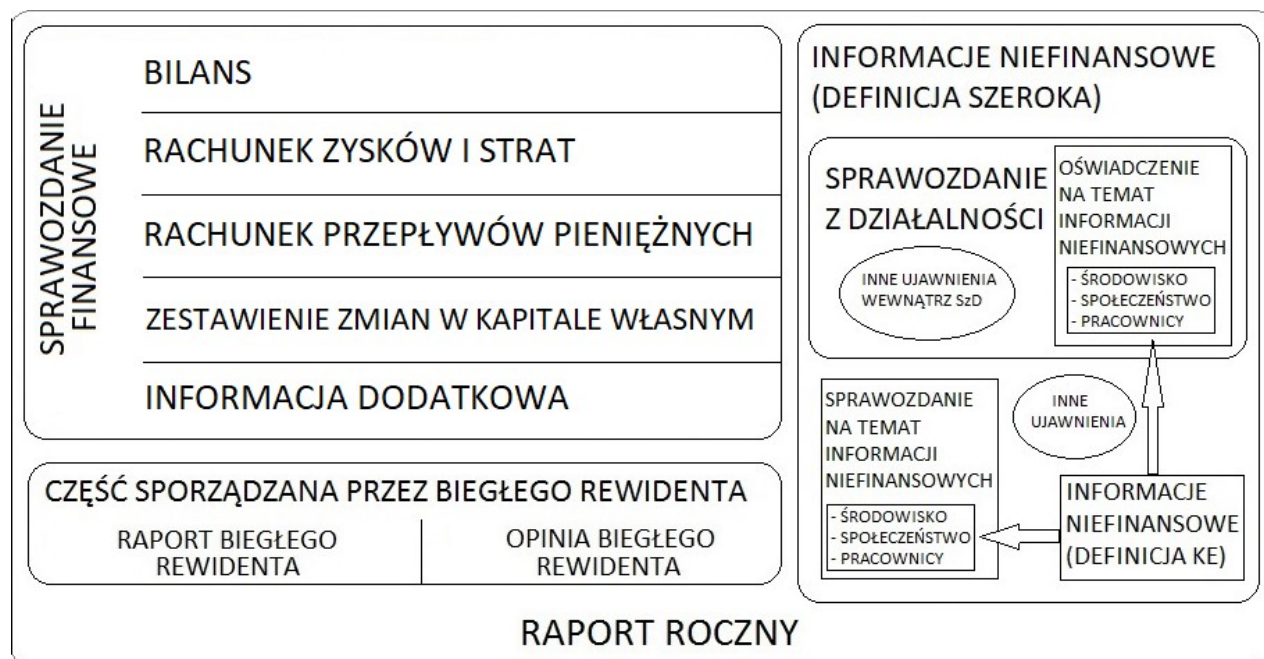 SPRAWOZDANIE
FINANSOWE
BILANS
RACHUNEK ZYSKÓW I STRAT
RACHUNEK PRZEPŁYWÓW PIENIĘŻNYCH
ZESTAWIENIE ZMIAN W KAPITALE WŁASNYM
INFORMACJA DODATKOWA
CZĘŚĆ SPORZĄDZANA PRZEZ BIEGŁEGO REWIDENTA
RAPORT BIEGŁEGO
REWIDENTA
OPINIA BIEGŁEGO
REWIDENTA
INFORMACJE NIEFINANSOWE
(DEFINICJA SZEROKA)
SPRAWOZDANIE
Z DZIAŁALNOŚCI
INNE UJAWNIENIA
WEWNĄTRZ SzD
OŚWIADCZENIE
NA TEMAT
INFORMACJI
NIEFINANSOWYCH
- ŚRODOWISKO
- SPOŁECZEŃSTWO
- PRACOWNICY
SPRAWOZDANIE
NA TEMAT
INFORMACJI
NIEFINANSOWYCH
- ŚRODOWISKO
- SPOŁECZEŃSTWO
- PRACOWNICY
INNE
UJAWNIENIA
INFORMACJE
NIEFINANSOWE
(DEFINICJA KE)
RAPORT ROCZNY